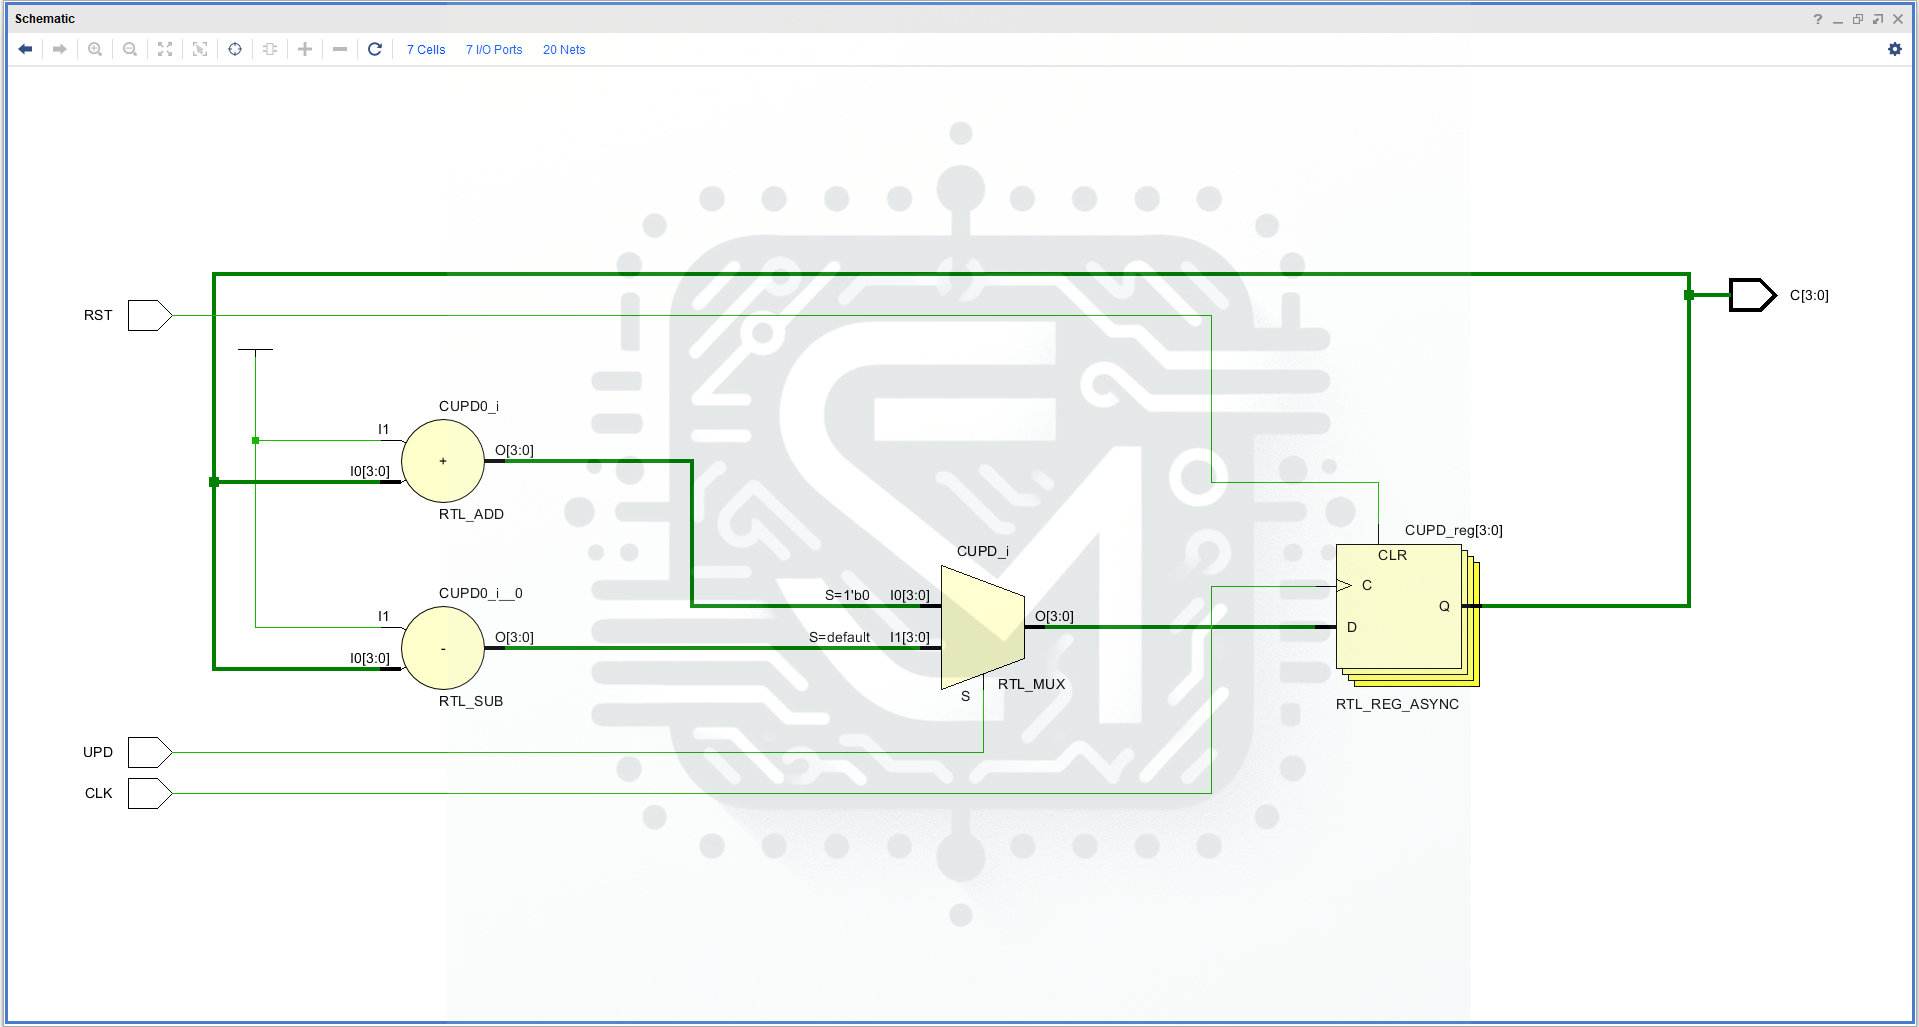 Schematic
7 Cells 7 I/O Ports 20 Nets
C[3:0]
RST
CUPD0_i
I1
I0[3:0]
+
O[3:0]
RTL_ADD
CUPD0_i__0
I1
I0[3:0]
-
O[3:0]
RTL_SUB
CUPD_i
S=1'b0 I0[3:0]
S=default I1[3:0]
O[3:0]
S
RTL_MUX
CUPD_reg[3:0]
CLR
C
Q
D
RTL_REG_ASYNC
UPD
CLK